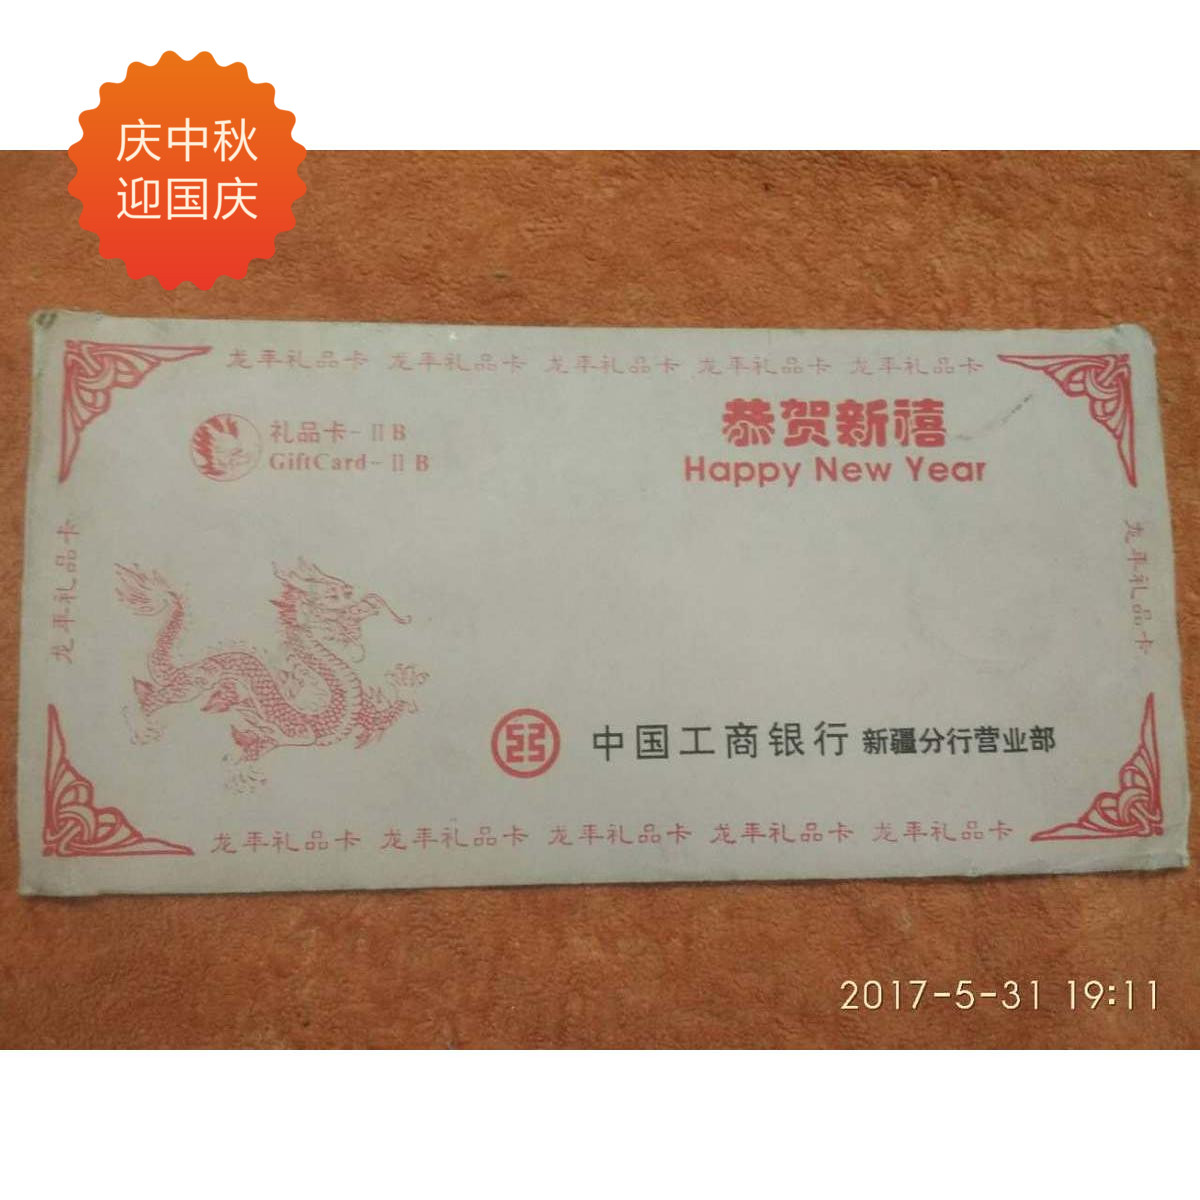 庆中秋
迎国庆
龙年礼品卡 龙年礼品卡 龙年礼品卡 龙年礼品卡 龙年礼品卡
礼品卡-ⅡB
GiftCard-ⅡB
恭贺新禧
Happy New Year
龙年礼品卡
龙年礼品卡
中国工商银行 新疆分行营业部
龙年礼品卡 龙年礼品卡 龙年礼品卡 龙年礼品卡 龙年礼品卡
2017-5-31 19:11